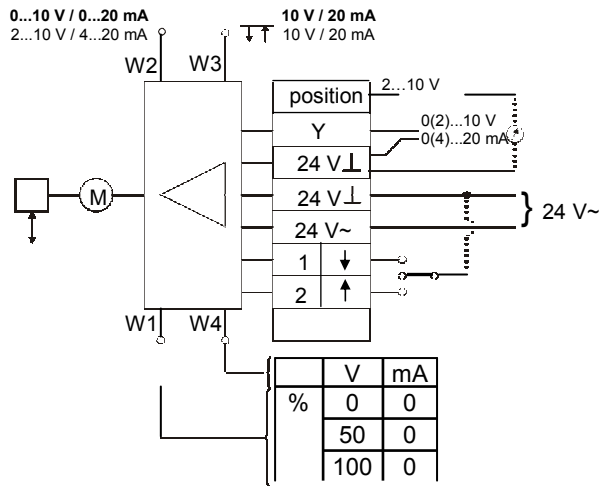 0...10 V / 0...20 mA
2...10 V / 4...20 mA
10 V / 20 mA
10 V / 20 mA
W2
W3
position
2...10 V
Y
0(2)...10 V
0(4)...20 mA
24 V⊥
24 V⊥
24 V~
24 V~
M
1 ↓
2 ↑
W1
W4
V mA
% 0 0
50 0
100 0